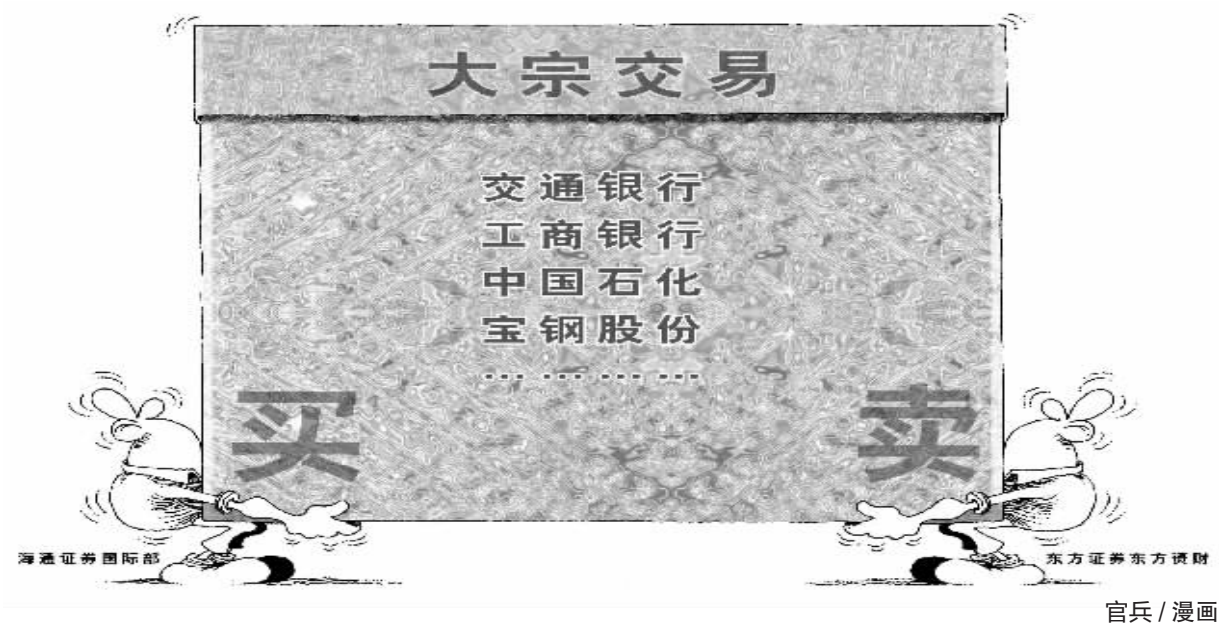 大宗交易
交通银行
工商银行
中国石化
宝钢股份
… … … …
买
卖
海通证券国际部
东方证券东方资财
官兵 / 漫画